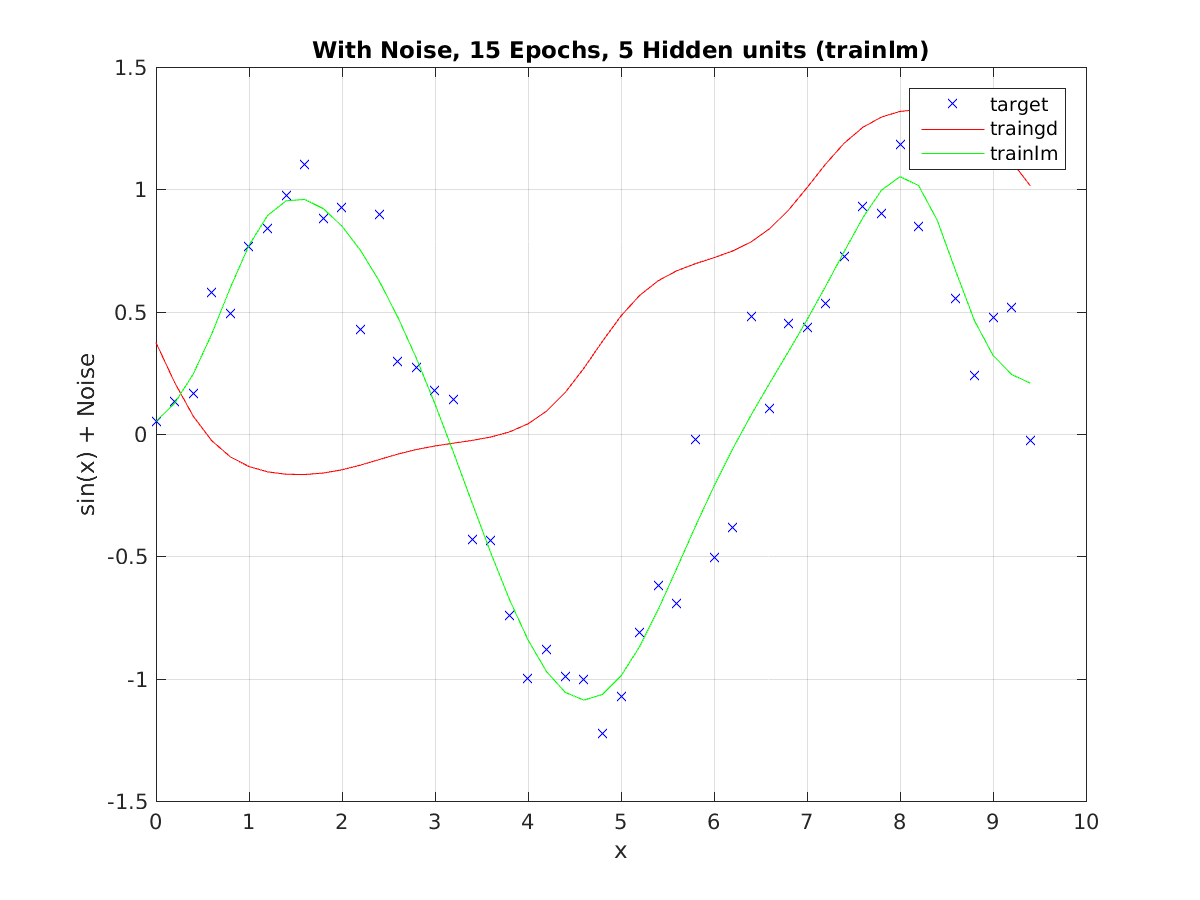 With Noise, 15 Epochs, 5 Hidden units (trainlm)
1.5
1
0.5
0
-0.5
-1
-1.5
sin(x) + Noise
target
traingd
trainlm
0 1 2 3 4 5 6 7 8 9 10
x